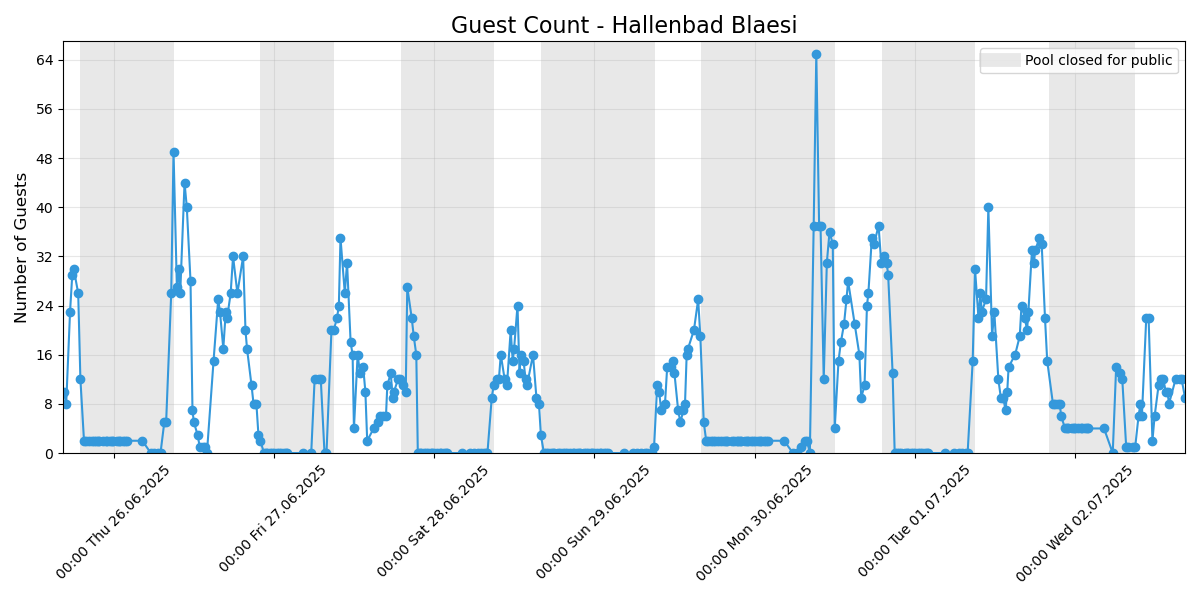 Guest Count - Hallenbad Blaesi
Pool closed for public
Number of Guests
64
56
48
40
32
24
16
8
0
00:00 Thu 26.06.2025
00:00 Fri 27.06.2025
00:00 Sat 28.06.2025
00:00 Sun 29.06.2025
00:00 Mon 30.06.2025
00:00 Tue 01.07.2025
00:00 Wed 02.07.2025